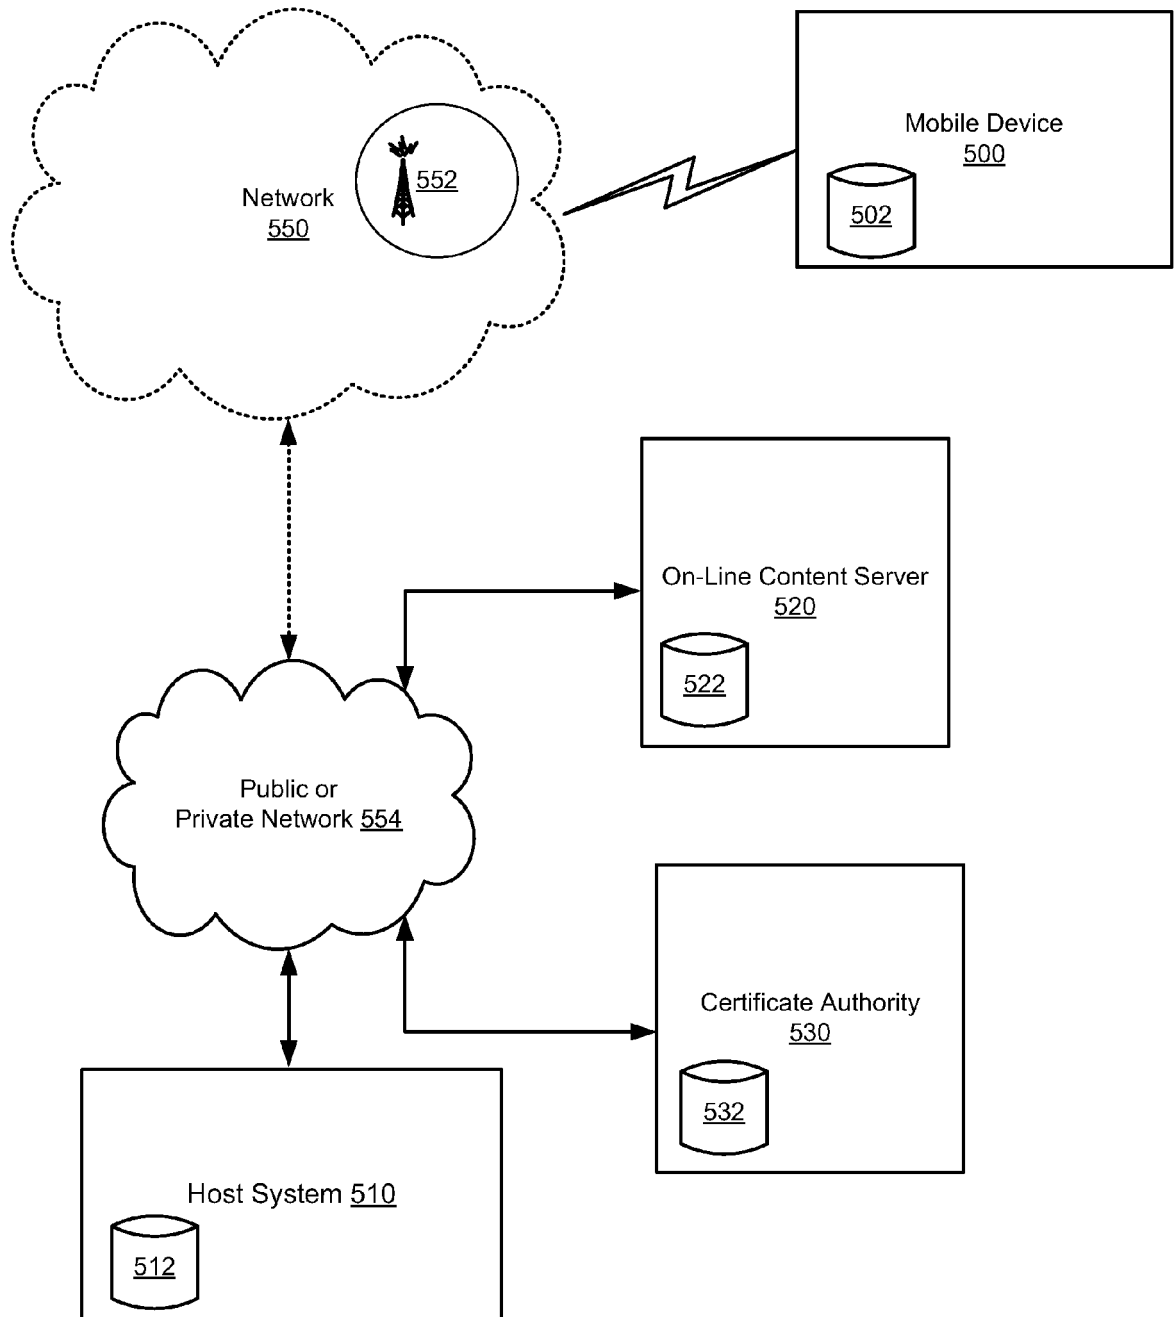 Mobile Device
500
502
552
Network
550
On-Line Content Server
520
522
Public or
Private Network 554
Certificate Authority
530
532
Host System 510
512